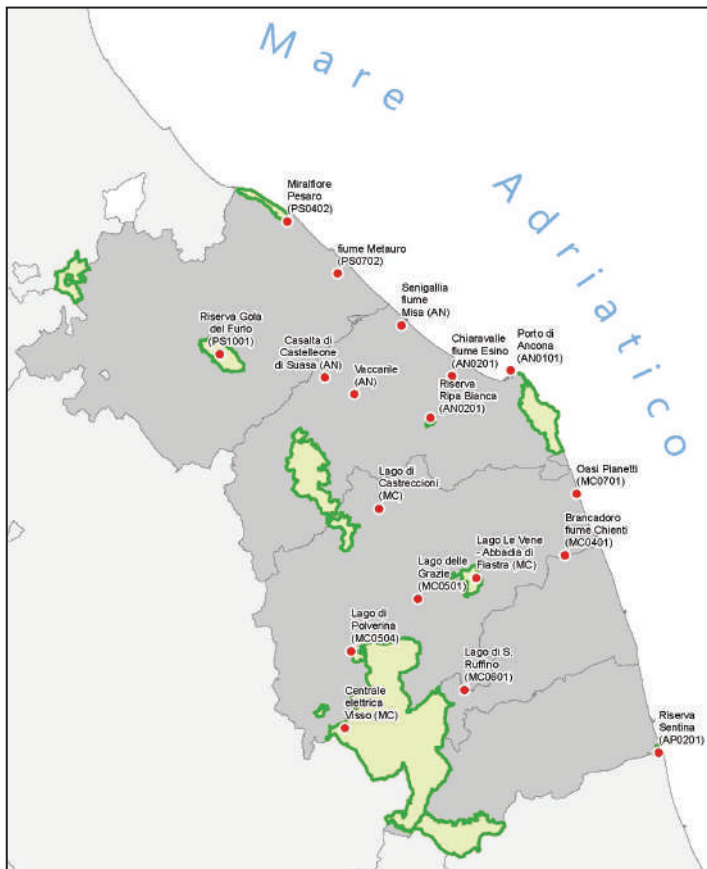 Mare Adriatico
Miralfiore
Pesaro
(PS0402)
fiume Metauro
(PS0702)
Senigallia
fiume
Misa (AN)
Riserva Gola
del Furlo
(PS1001)
Casalta di
Castelleone
di Suasa (AN)
Chiaravalle
fiume Esino
(AN0201)
Porto di
Ancona
(AN0101)
Vaccarile
(AN)
Riserva
Ripa Bianca
(AN0201)
Lago di
Castreccioni
(MC)
Oasi Pianetti
(MC0701)
Brancadoro
fiume Chienti
(MC0401)
Lago Le Vene
- Abbadia di
Fiastra (MC)
Lago delle
Grazie
(MC0501)
Lago di
Polverina
(MC0504)
Lago di S.
Ruffino
(MC0601)
Centrale
elettrica
Visso (MC)
Riserva
Sentina
(AP0201)